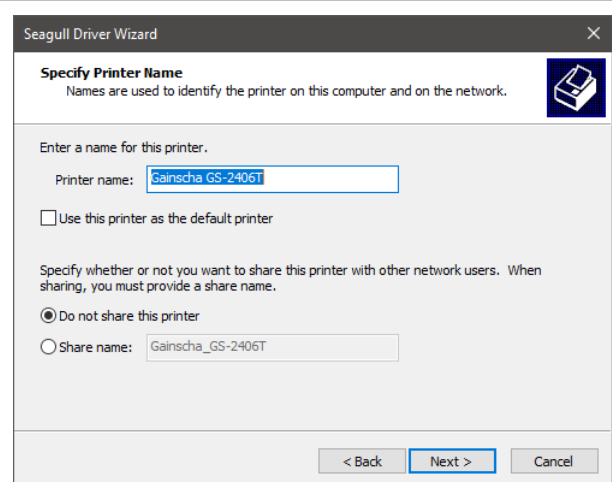 Seagull Driver Wizard
Specify Printer Name
Names are used to identify the printer on this computer and on the network.
Enter a name for this printer.
Printer name: Gainscha GS-2406T
Use this printer as the default printer
Specify whether or not you want to share this printer with other network users. When
sharing, you must provide a share name.
Do not share this printer
Share name: Gainscha_GS-2406T
< Back Next > Cancel